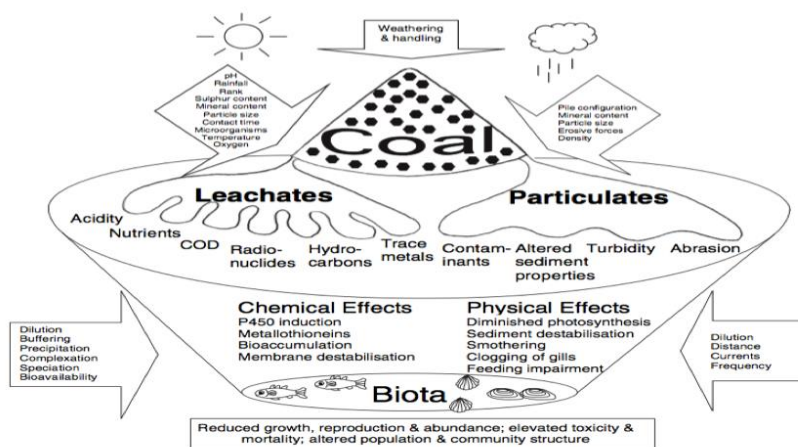 Weathering
& handling
pH
Rainfall
Rank
Sulphur content
Mineral content
Particle size
Contact time
Microorganisms
Temperature
Oxygen
Pile configuration
Mineral content
Particle size
Erosive forces
Density
Coal
Leachates
Particulates
Acidity
Nutrients
COD
Radio-
nuclides
Hydro-
carbons
Trace
metals
Contam-
inants
Altered
sediment
properties
Turbidity
Abrasion
Chemical Effects
P450 induction
Metallothioneins
Bioaccumulation
Membrane destabilisation
Physical Effects
Diminished photosynthesis
Sediment destabilisation
Smothering
Clogging of gills
Feeding impairment
Dilution
Buffering
Precipitation
Complexation
Speciation
Bioavailability
Dilution
Distance
Currents
Frequency
Biota
Reduced growth, reproduction & abundance; elevated toxicity &
mortality; altered population & community structure